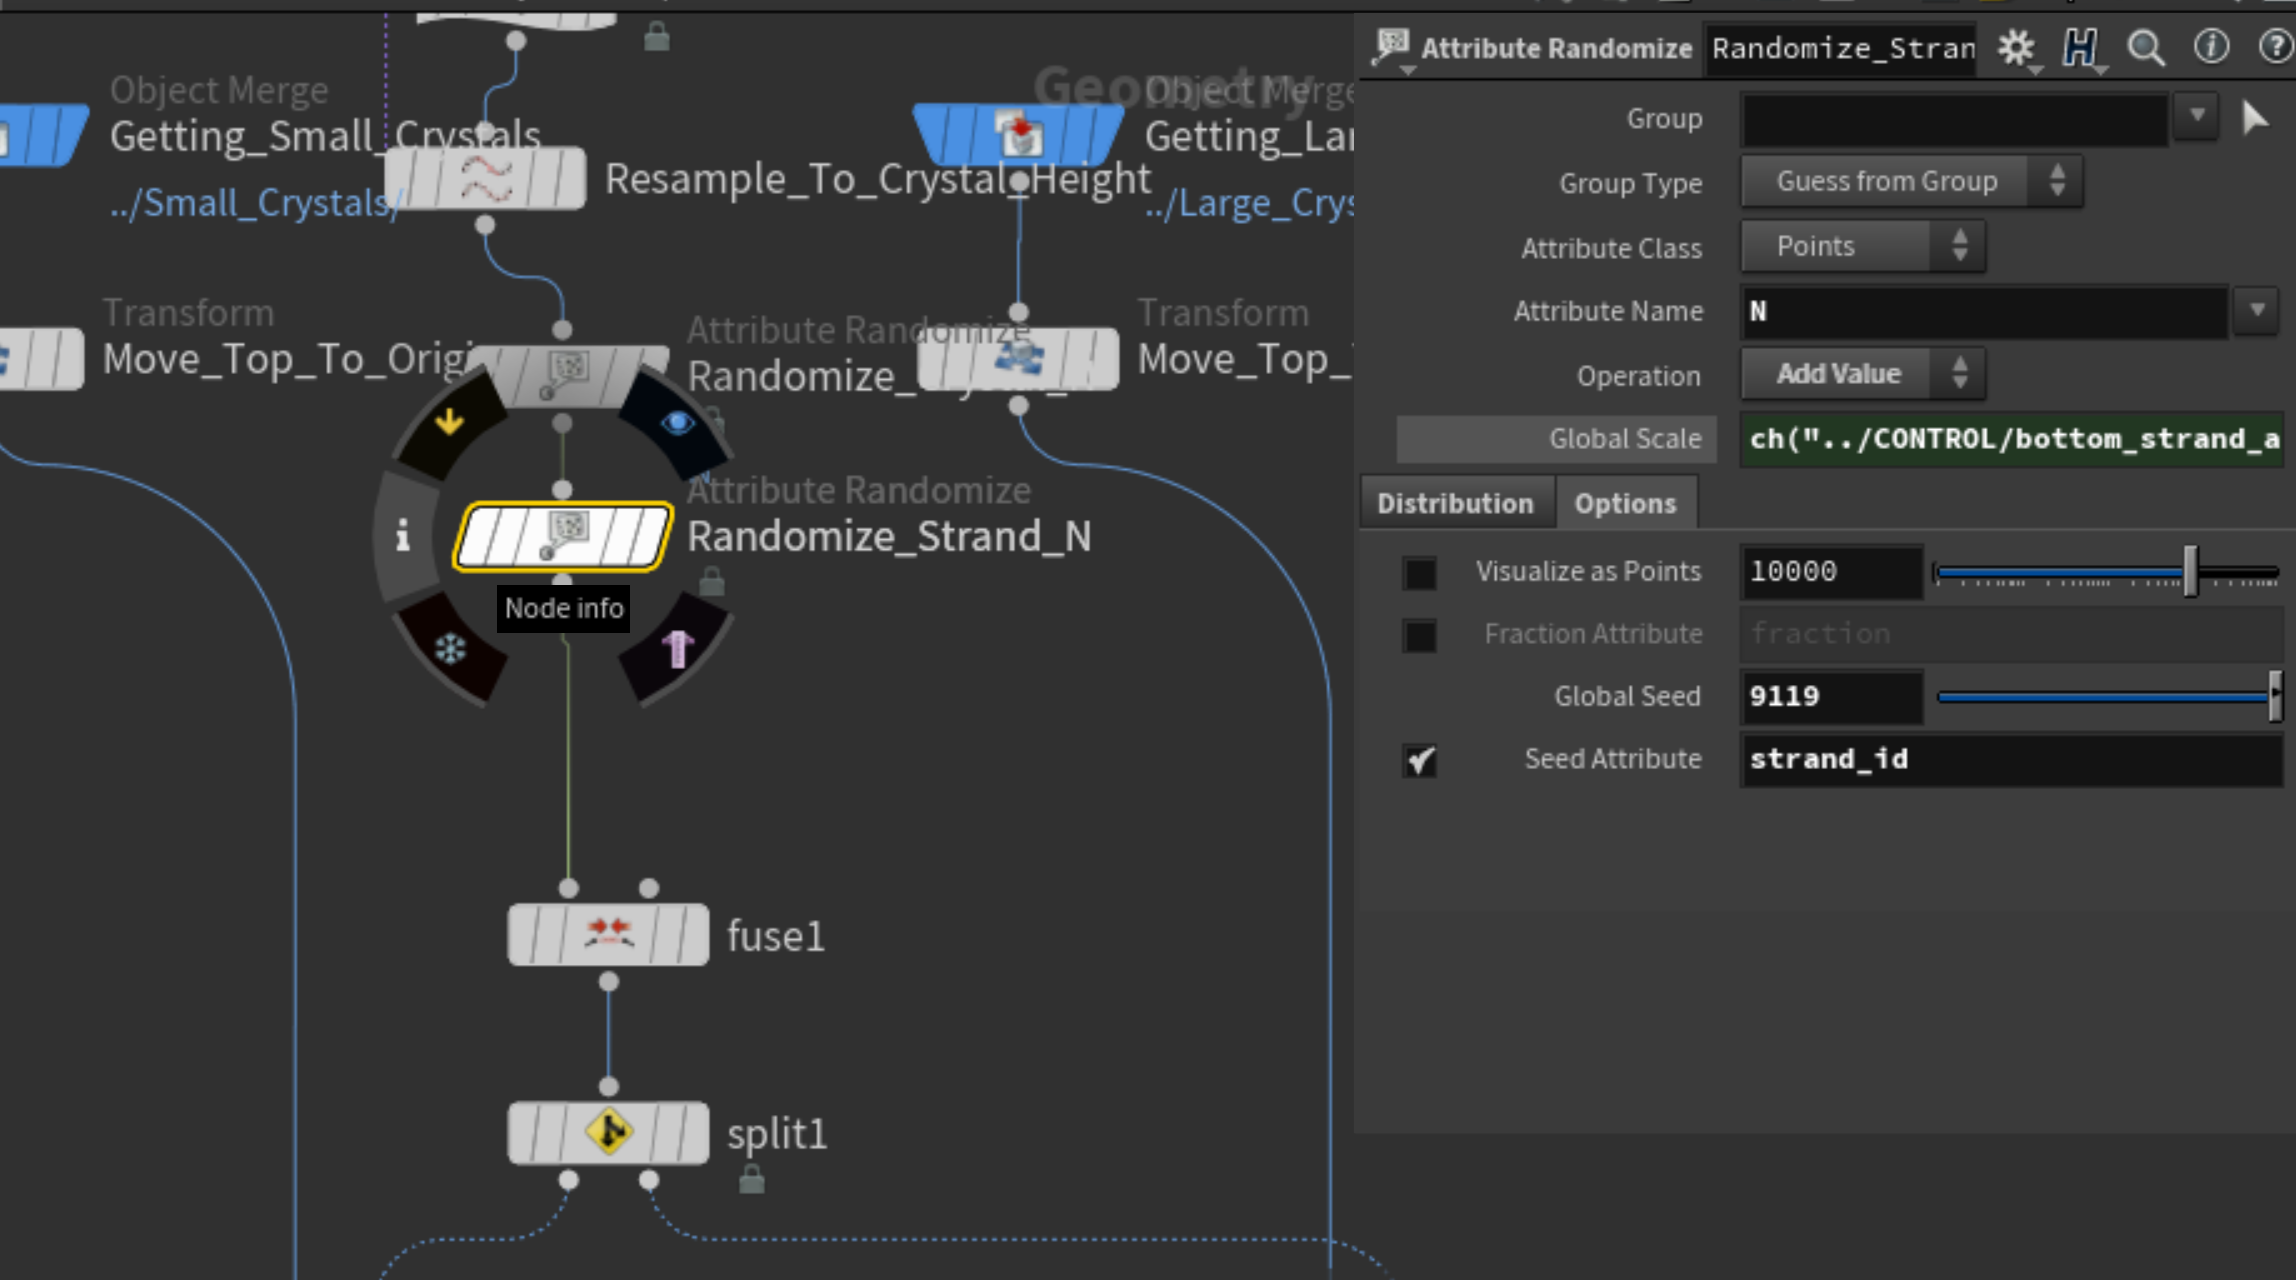 Object Merge
Getting_Small_Crystals
../Small_Crystals/
Resample_To_Crystal_Height
Geometry
Object Merge
Getting_Lar
../Large_Crys
Transform
Move_Top_To_Origi
Attribute Randomize
Randomize_
Transform
Move_Top_
Attribute Randomize
Randomize_Strand_N
Node info
fuse1
split1
Attribute Randomize
Randomize_Stran
Group
Group Type
Guess from Group
Attribute Class
Points
Attribute Name
N
Operation
Add Value
Global Scale
ch("../CONTROL/bottom_strand_a
Distribution
Options
Visualize as Points
10000
Fraction Attribute
fraction
Global Seed
9119
Seed Attribute
strand_id